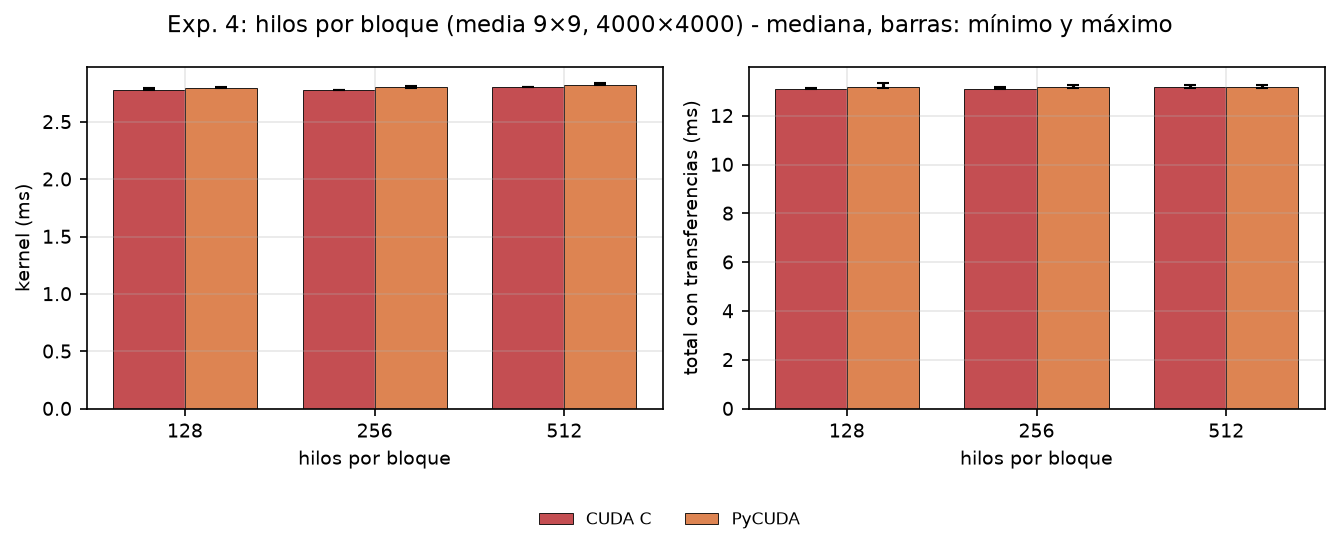 Exp. 4: hilos por bloque (media 9×9, 4000×4000) - mediana, barras: mínimo y máximo
kernel (ms)
2.5
2.0
1.5
1.0
0.5
0.0
128
256
512
hilos por bloque
total con transferencias (ms)
12
10
8
6
4
2
0
128
256
512
hilos por bloque
CUDA C
PyCUDA